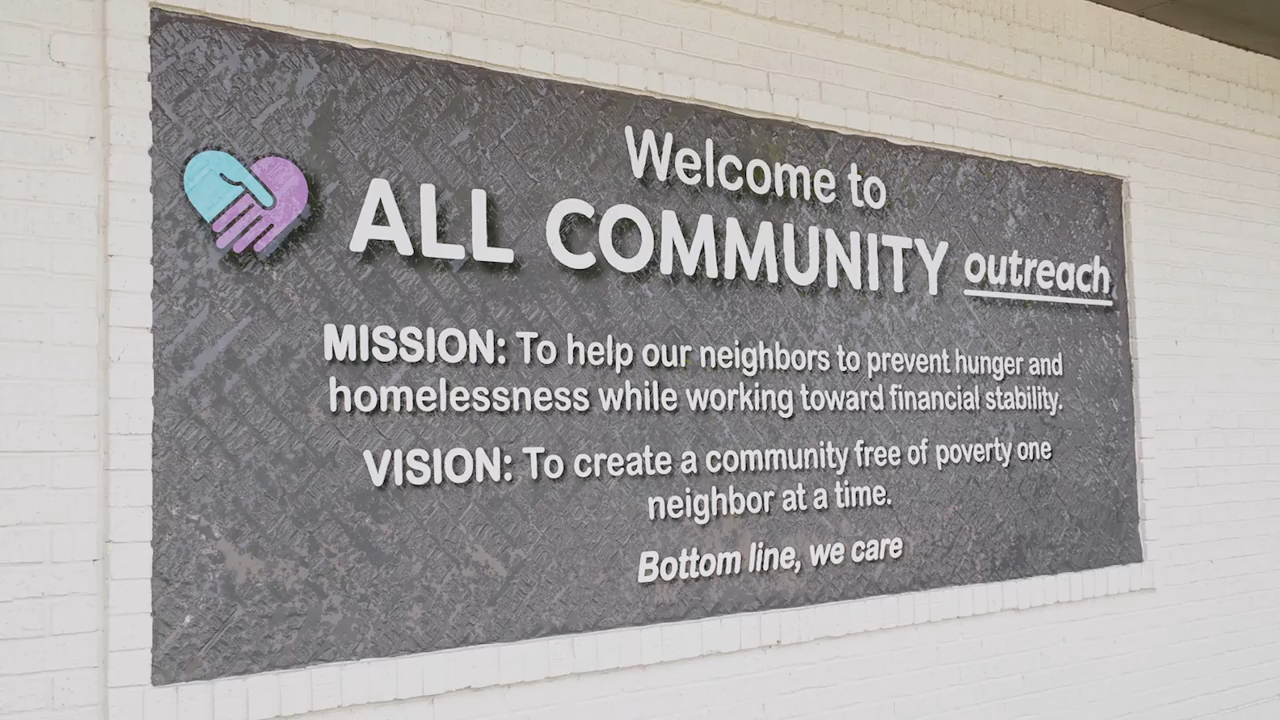 Welcome to
ALL COMMUNITY outreach
MISSION: To help our neighbors to prevent hunger and
homelessness while working toward financial stability.
VISION: To create a community free of poverty one
neighbor at a time.
Bottom line, we care